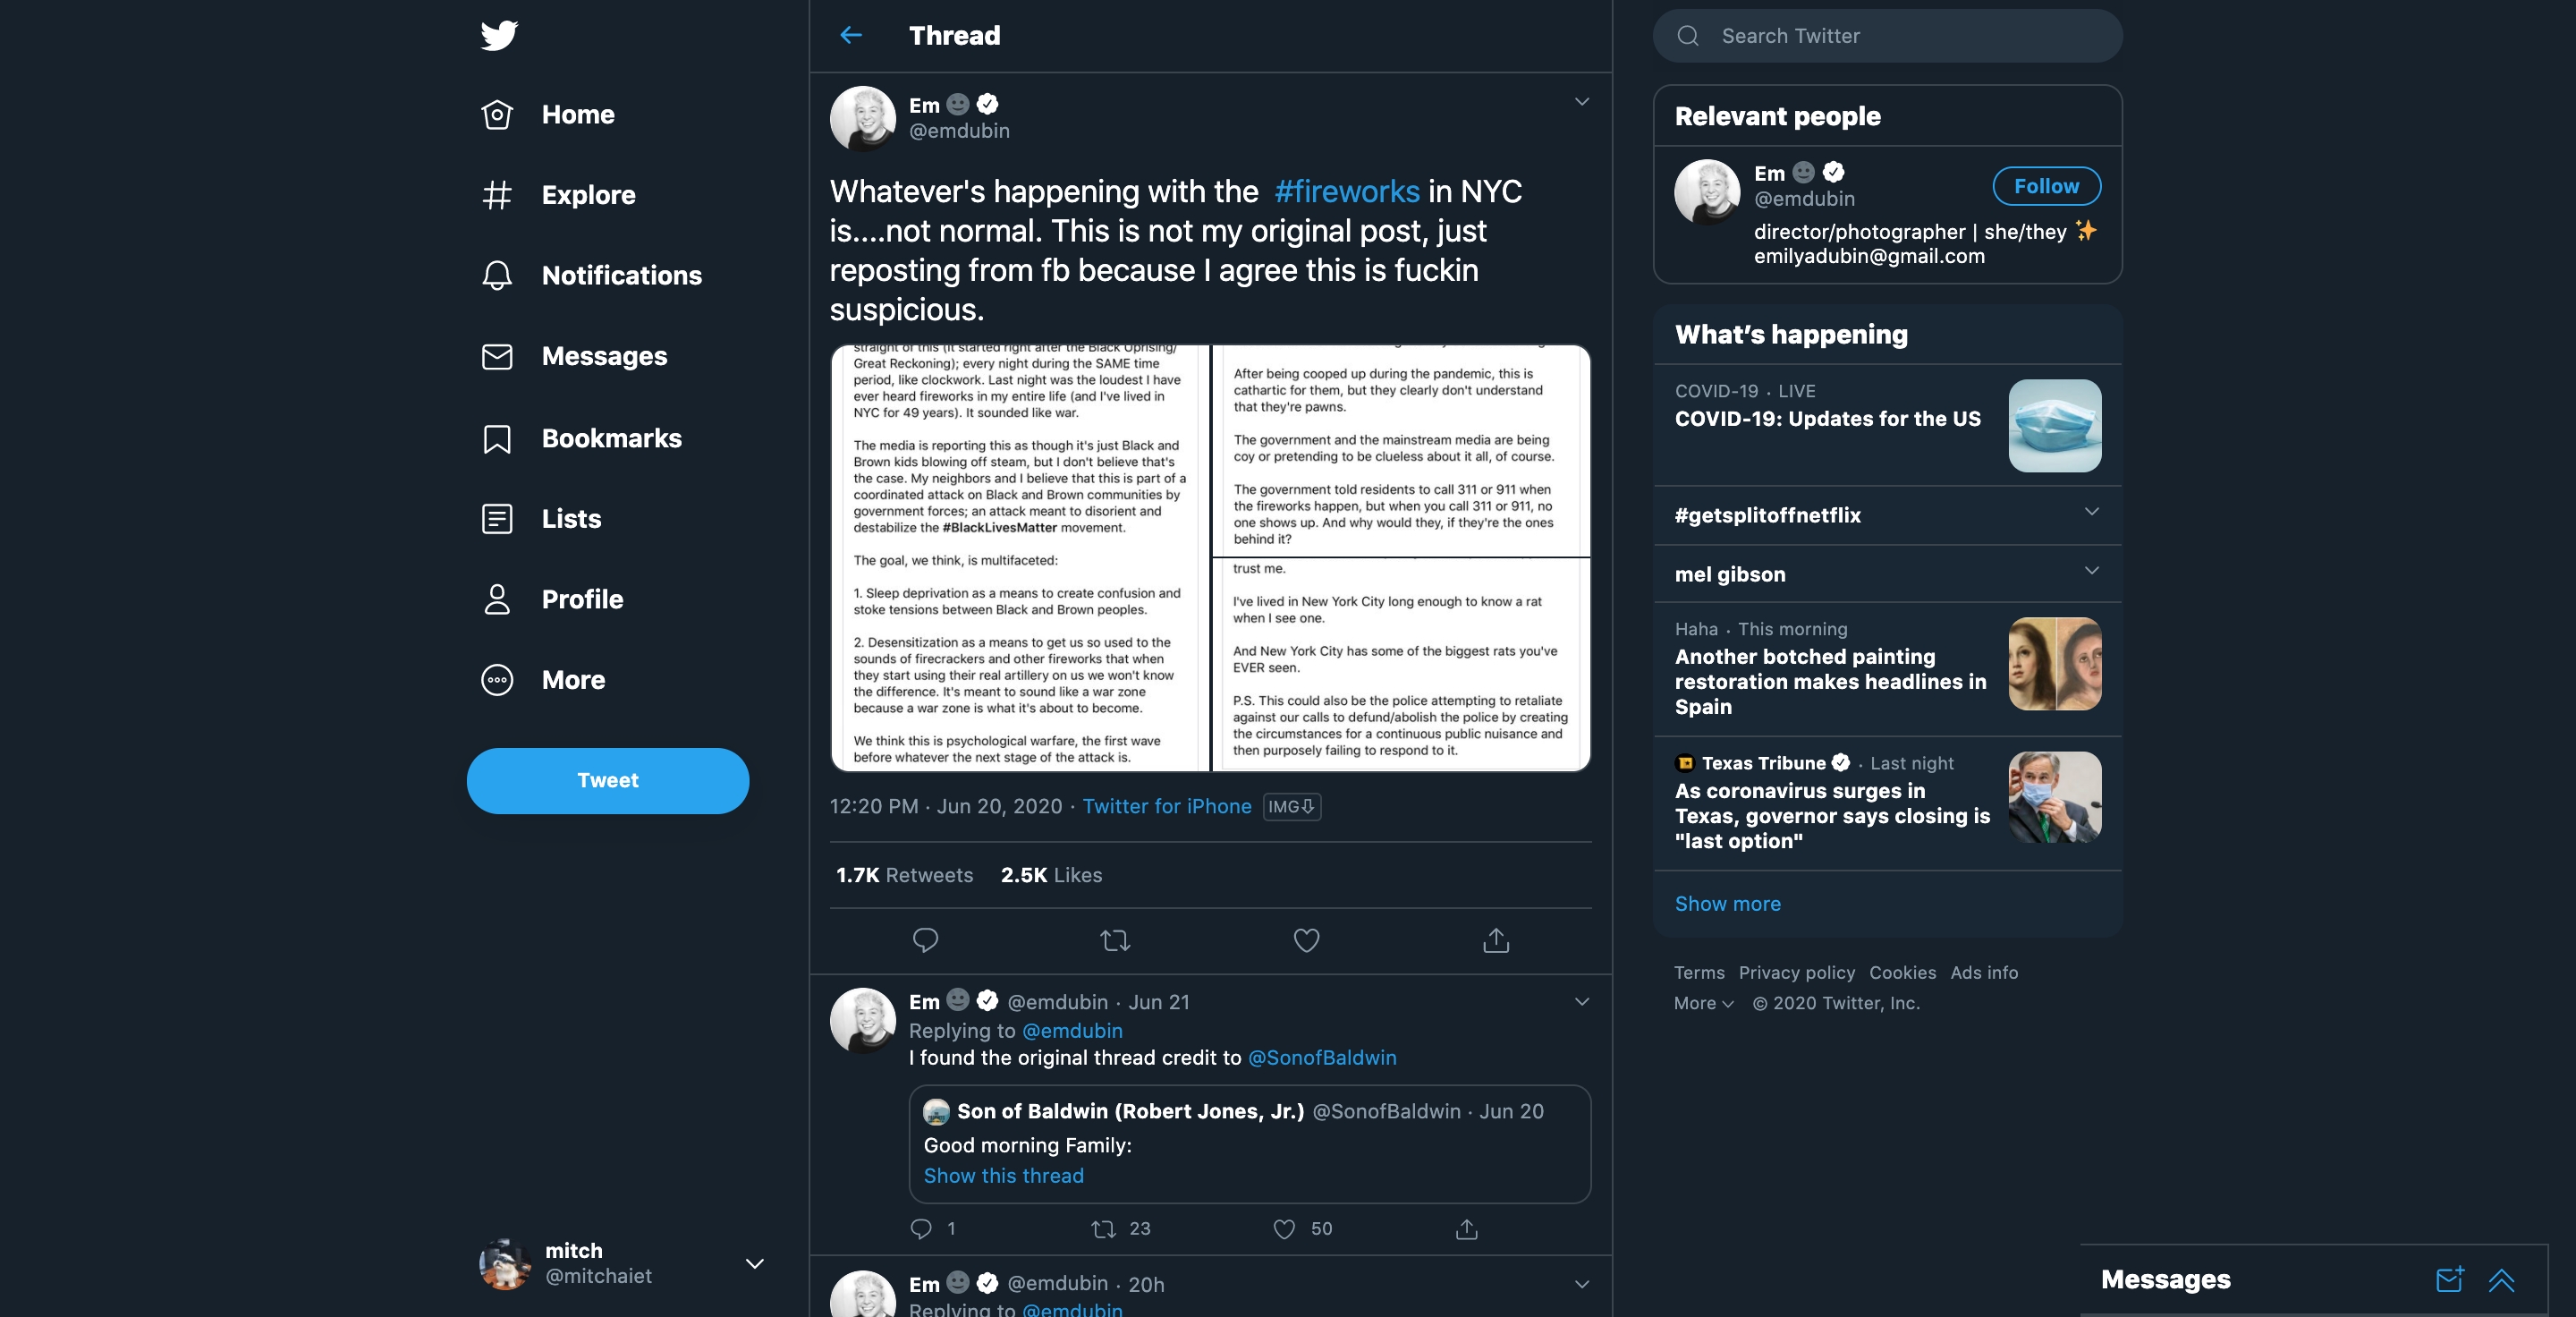 Home
Explore
Notifications
Messages
Bookmarks
Lists
Profile
More
Tweet
mitch
@mitchaiet
Thread
Em
@emdubin
Whatever's happening with the #fireworks in NYC
is....not normal. This is not my original post, just
reposting from fb because I agree this is fuckin
suspicious.
straight of this (it started right after the Black Uprising/
Great Reckoning); every night during the SAME time
period, like clockwork. Last night was the loudest I have
ever heard fireworks in my entire life (and I've lived in
NYC for 49 years). It sounded like war.
The media is reporting this as though it's just Black and
Brown kids blowing off steam, but I don't believe that's
the case. My neighbors and I believe that this is part of a
coordinated attack on Black and Brown communities by
government forces; an attack meant to disorient and
destabilize the #BlackLivesMatter movement.
The goal, we think, is multifaceted:
1. Sleep deprivation as a means to create confusion and
stoke tensions between Black and Brown peoples.
2. Desensitization as a means to get us so used to the
sounds of firecrackers and other fireworks that when
they start using their real artillery on us we won't know
the difference. It's meant to sound like a war zone
because a war zone is what it's about to become.
We think this is psychological warfare, the first wave
before whatever the next stage of the attack is.
After being cooped up during the pandemic, this is
cathartic for them, but they clearly don't understand
that they're pawns.
The government and the mainstream media are being
coy or pretending to be clueless about it all, of course.
The government told residents to call 311 or 911 when
the fireworks happen, but when you call 311 or 911, no
one shows up. And why would they, if they're the ones
behind it?
trust me.
I've lived in New York City long enough to know a rat
when I see one.
And New York City has some of the biggest rats you've
EVER seen.
P.S. This could also be the police attempting to retaliate
against our calls to defund/abolish the police by creating
the circumstances for a continuous public nuisance and
then purposely failing to respond to it.
12:20 PM · Jun 20, 2020 · Twitter for iPhone IMG
1.7K Retweets 2.5K Likes
Em @emdubin · Jun 21
Replying to @emdubin
I found the original thread credit to @SonofBaldwin
Son of Baldwin (Robert Jones, Jr.) @SonofBaldwin · Jun 20
Good morning Family:
Show this thread
1 23 50
Em @emdubin · 20h
Replying to @emdubin
Search Twitter
Relevant people
Em
@emdubin
Follow
director/photographer | she/they ✨
emilyadubin@gmail.com
What's happening
COVID-19 · LIVE
COVID-19: Updates for the US
#getsplitoffnetflix
mel gibson
Haha · This morning
Another botched painting
restoration makes headlines in
Spain
Texas Tribune · Last night
As coronavirus surges in
Texas, governor says closing is
"last option"
Show more
Terms Privacy policy Cookies Ads info
More © 2020 Twitter, Inc.
Messages